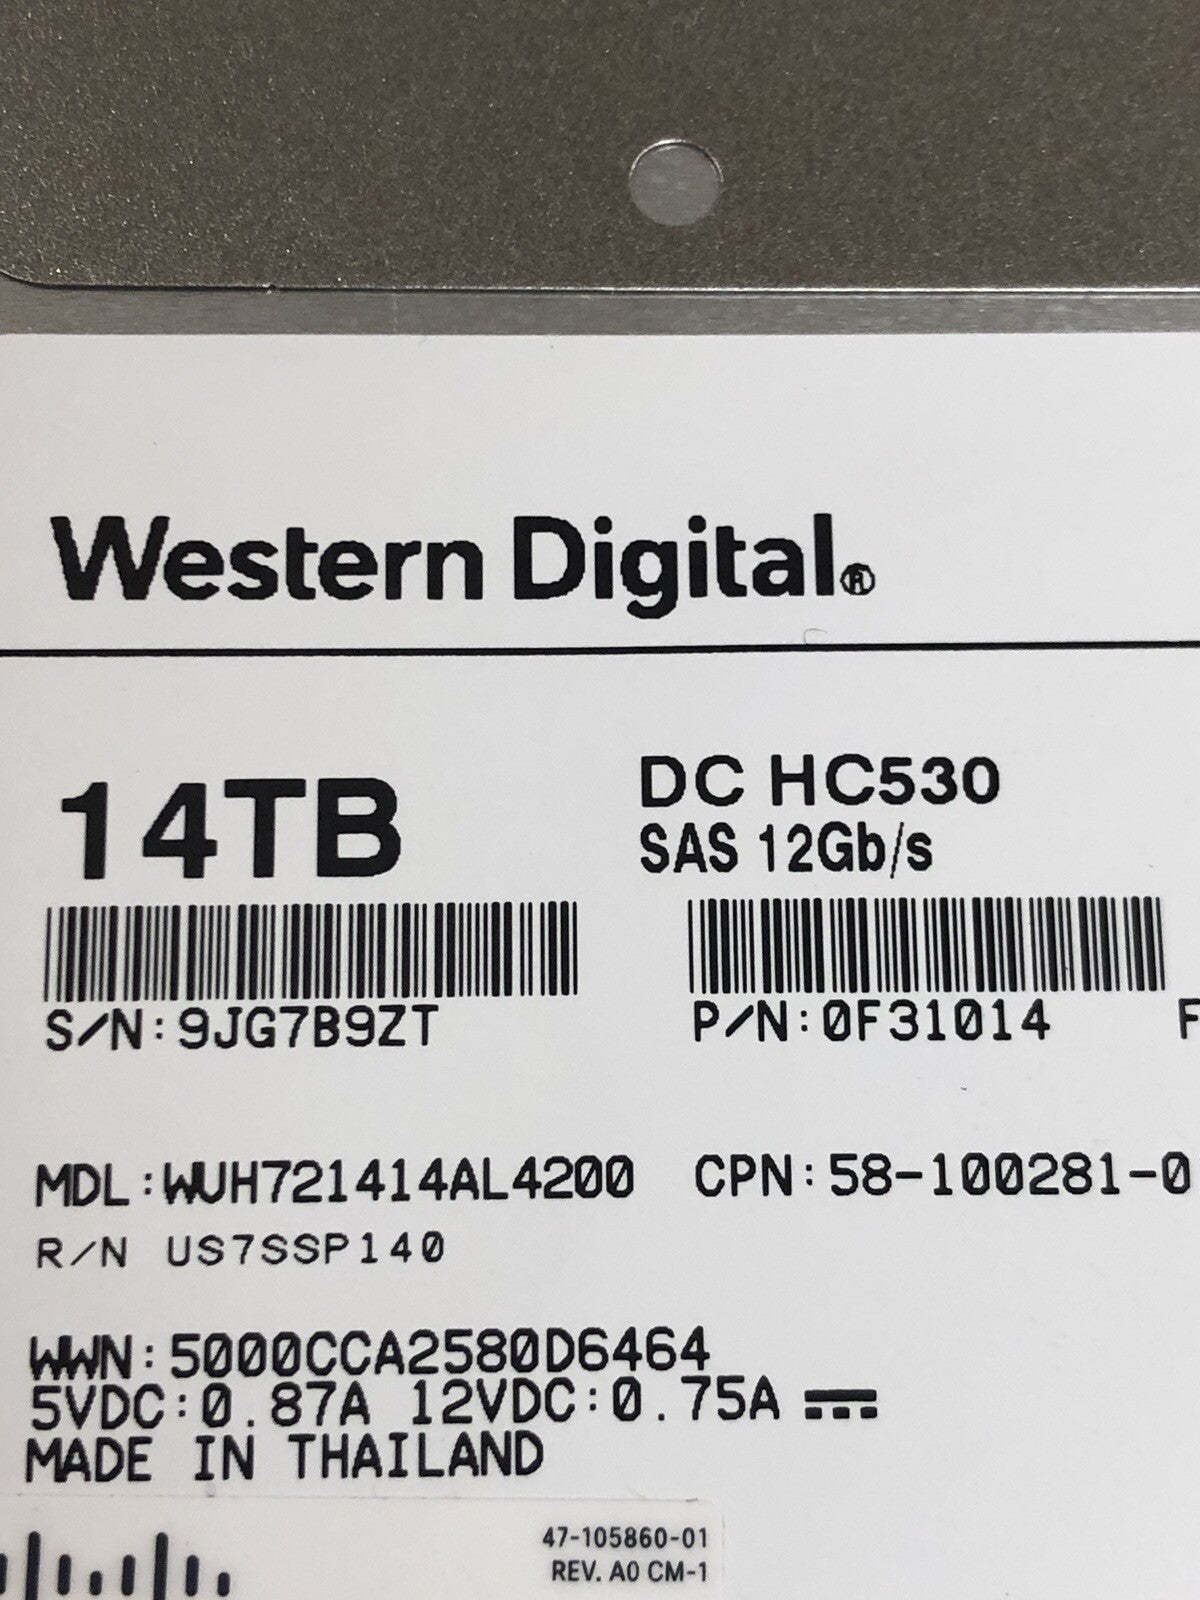 Western Digital®
14TB
DC HC530
SAS 12Gb/s
S/N:9JG7B9ZT
P/N:0F31014
F
MDL:WUH721414AL4200 CPN:58-100281-0
R/N US7SSP140
WWN:5000CCA2580D6464
5VDC:0.87A 12VDC:0.75A
MADE IN THAILAND
47-105860-01
REV. A0 CM-1